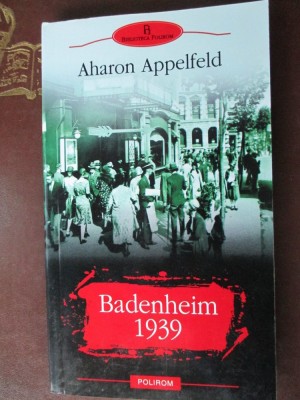 BIBLIOTECA POLIROM
Aharon Appelfeld
Badenheim
1939
POLIROM